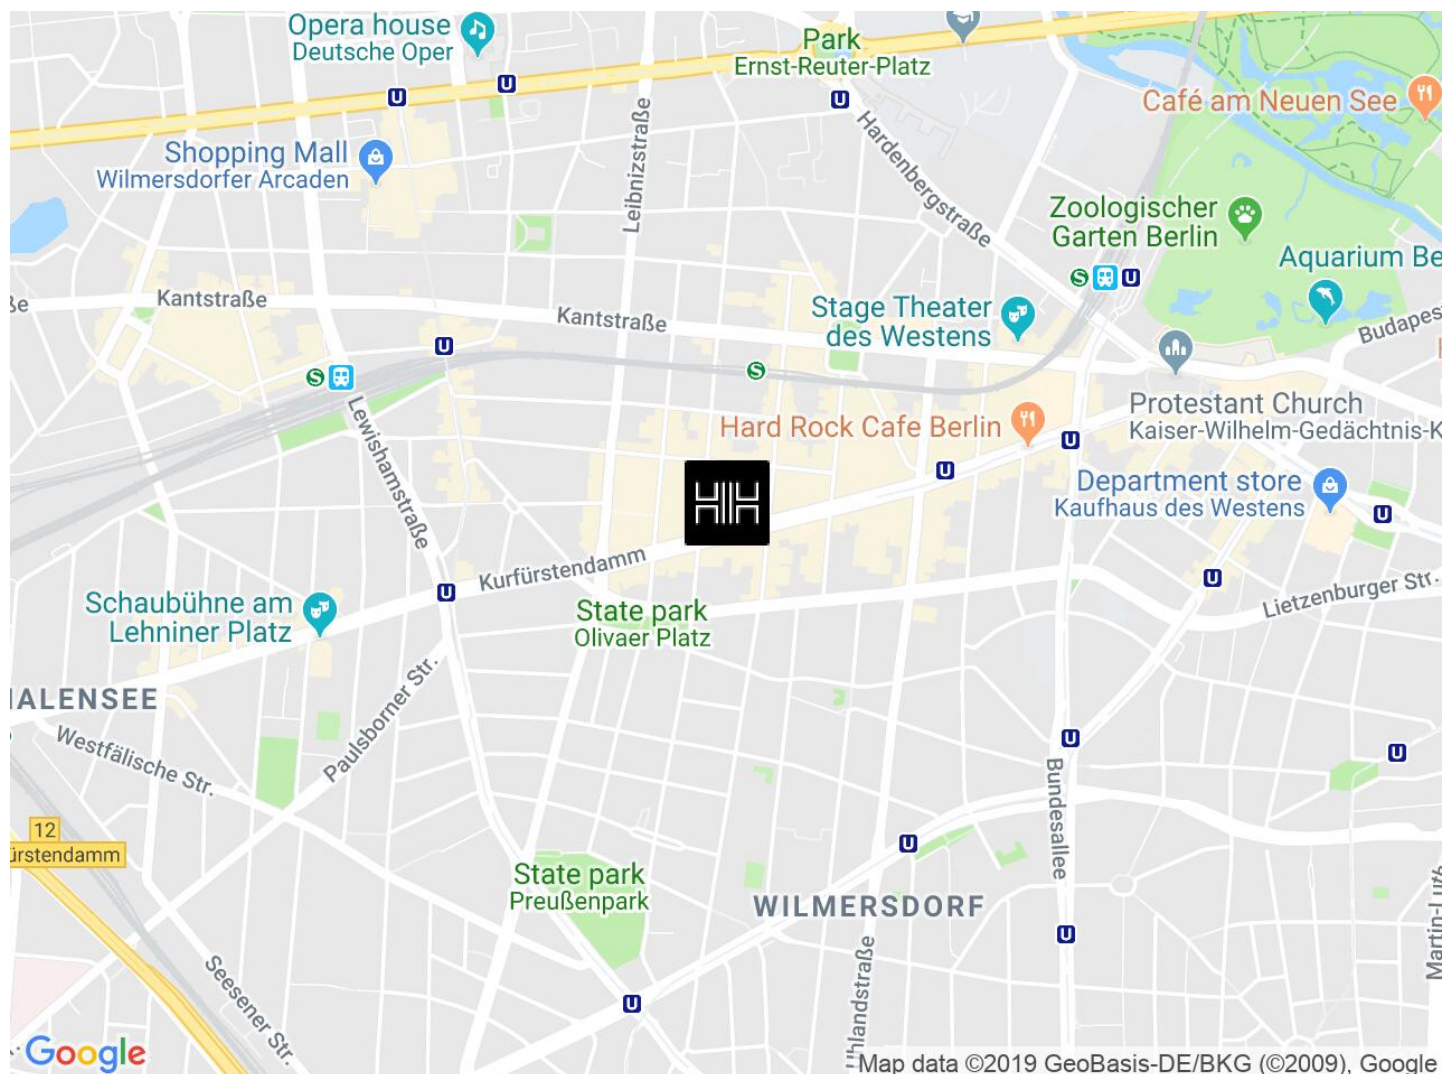 Opera house
Deutsche Oper
Park
Ernst-Reuter-Platz
Café am Neuen See
Shopping Mall
Wilmersdorfer Arcaden
Leibnizstraße
Hardenbergstraße
Zoologischer
Garten Berlin
Aquarium Be
Kantstraße
Kantstraße
Stage Theater
des Westens
Budapes
Lewishamstraße
Hard Rock Cafe Berlin
Protestant Church
Kaiser-Wilhelm-Gedächtnis-K
Department store
Kaufhaus des Westens
Kurfürstendamm
Schaubühne am
Lehniner Platz
State park
Olivaer Platz
Lietzenburger Str.
HALENSEE
Paulsborner Str.
Westfälische Str.
Bundesallee
12
ürstendamm
State park
Preußenpark
WILMERSDORF
Uhlandstraße
Martin-Luth
Seesener Str.
Google
Map data ©2019 GeoBasis-DE/BKG (©2009), Google